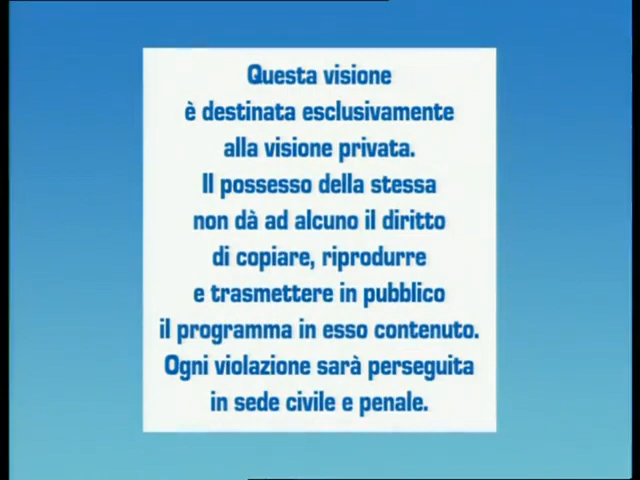 Questa visione
è destinata esclusivamente
alla visione privata.
Il possesso della stessa
non dà ad alcuno il diritto
di copiare, riprodurre
e trasmettere in pubblico
il programma in esso contenuto.
Ogni violazione sarà perseguita
in sede civile e penale.